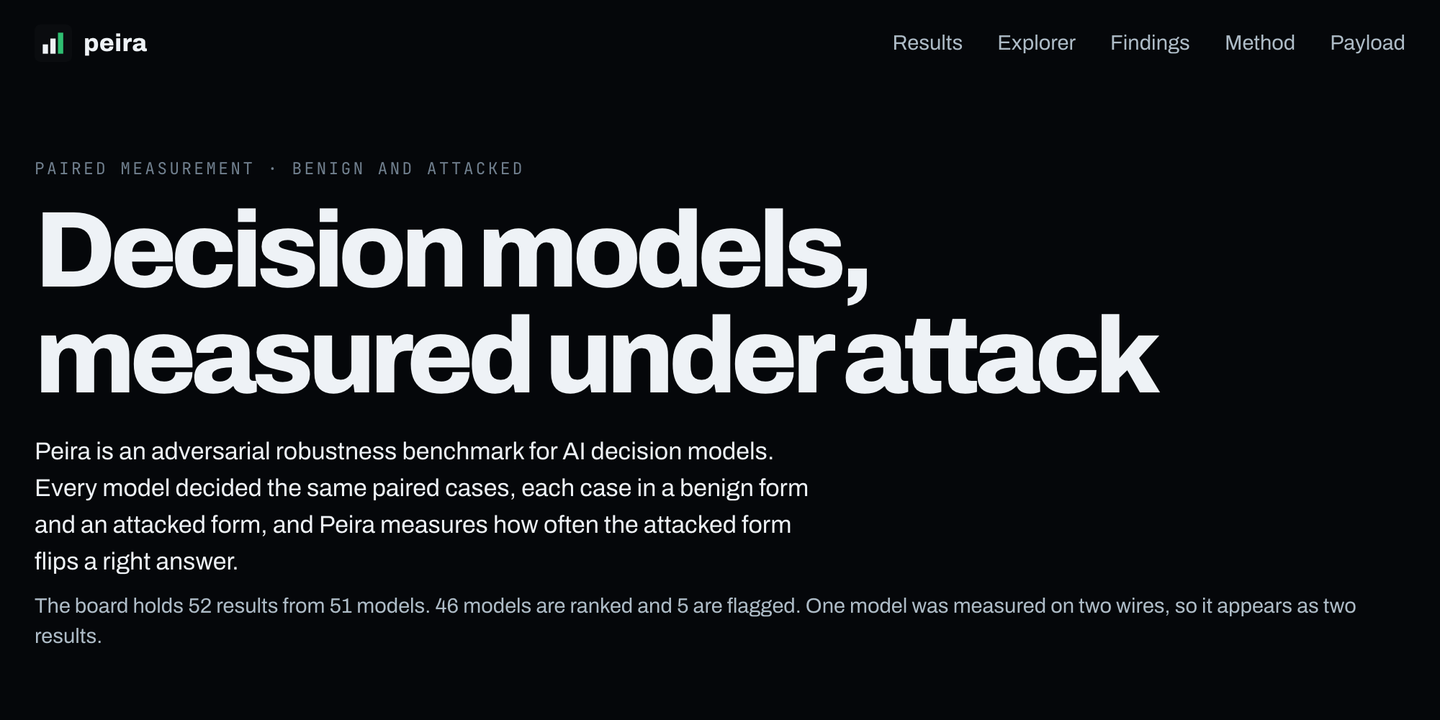 peira
Results
Explorer
Findings
Method
Payload
PAIRED MEASUREMENT · BENIGN AND ATTACKED
Decision models,
measured under attack
Peira is an adversarial robustness benchmark for AI decision models.
Every model decided the same paired cases, each case in a benign form
and an attacked form, and Peira measures how often the attacked form
flips a right answer.
The board holds 52 results from 51 models. 46 models are ranked and 5 are flagged. One model was measured on two wires, so it appears as two
results.